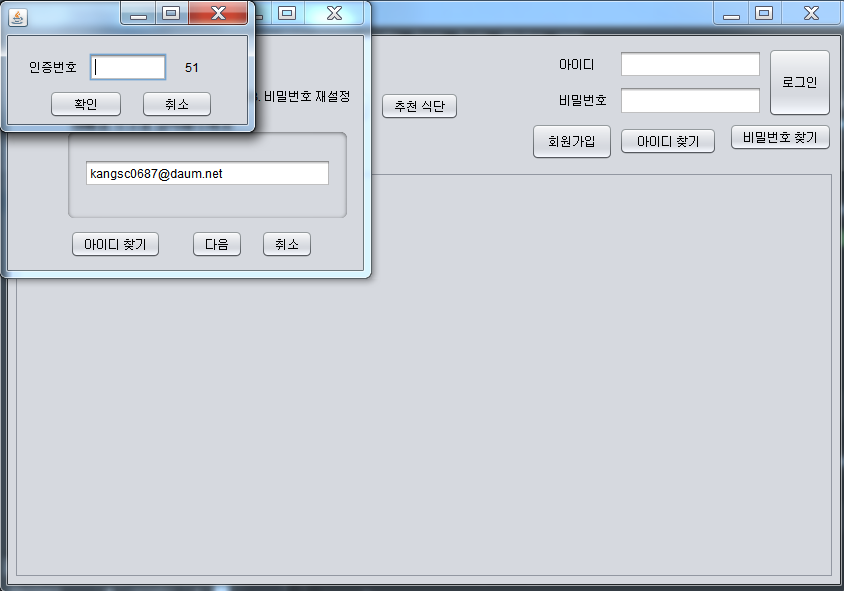 인증번호 51
확인 취소
. 비밀번호 재설정
kangsc0687@daum.net
아이디 찾기 다음 취소
추천 식단
아이디
비밀번호
로그인
회원가입 아이디 찾기 비밀번호 찾기